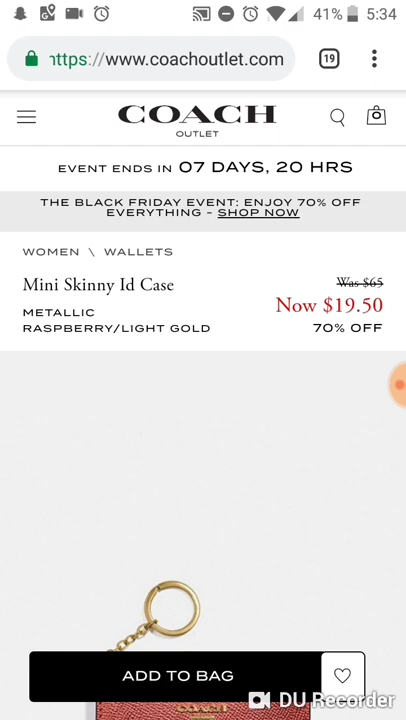 41% 5:34
https://www.coachoutlet.com 19
COACH
OUTLET
0
EVENT ENDS IN 07 DAYS, 20 HRS
THE BLACK FRIDAY EVENT: ENJOY 70% OFF
EVERYTHING - SHOP NOW
WOMEN \ WALLETS
Mini Skinny Id Case Was $65
Now $19.50
METALLIC
RASPBERRY/LIGHT GOLD 70% OFF
ADD TO BAG
DU Recorder
COACH